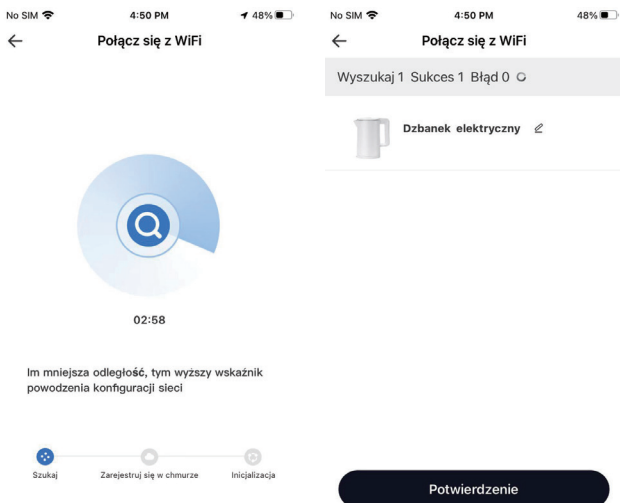 No SIM 4:50 PM 48%
Połącz się z WiFi
02:58
Im mniejsza odległość, tym wyższy wskaźnik
powodzenia konfiguracji sieci
Szukaj Zarejestruj się w chmurze Inicjalizacja
No SIM 4:50 PM 48%
Połącz się z WiFi
Wyszukaj 1 Sukces 1 Błąd 0
Dzbanek elektryczny
Potwierdzenie